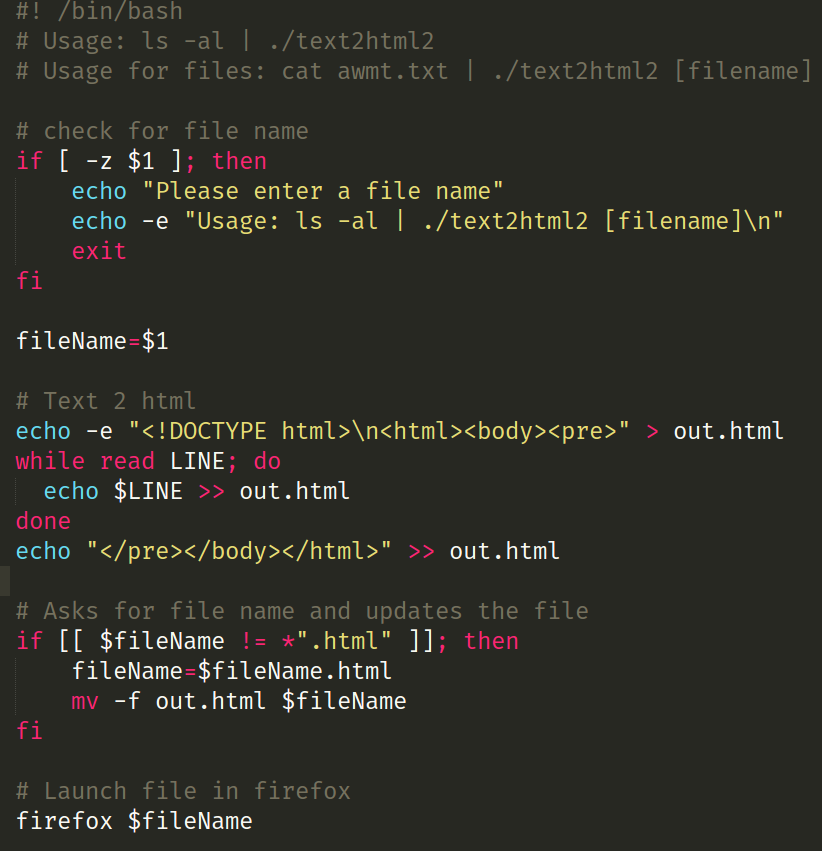 #! /bin/bash
# Usage: ls -al | ./text2html2
# Usage for files: cat awmt.txt | ./text2html2 [filename]
# check for file name
if [ -z $1 ]; then
    echo "Please enter a file name"
    echo -e "Usage: ls -al | ./text2html2 [filename]\n"
    exit
fi
fileName=$1
# Text 2 html
echo -e "<!DOCTYPE html>\n<html><body><pre>" > out.html
while read LINE; do
  echo $LINE >> out.html
done
echo "</pre></body></html>" >> out.html
# Asks for file name and updates the file
if [[ $fileName != *".html" ]]; then
    fileName=$fileName.html
    mv -f out.html $fileName
fi
# Launch file in firefox
firefox $fileName